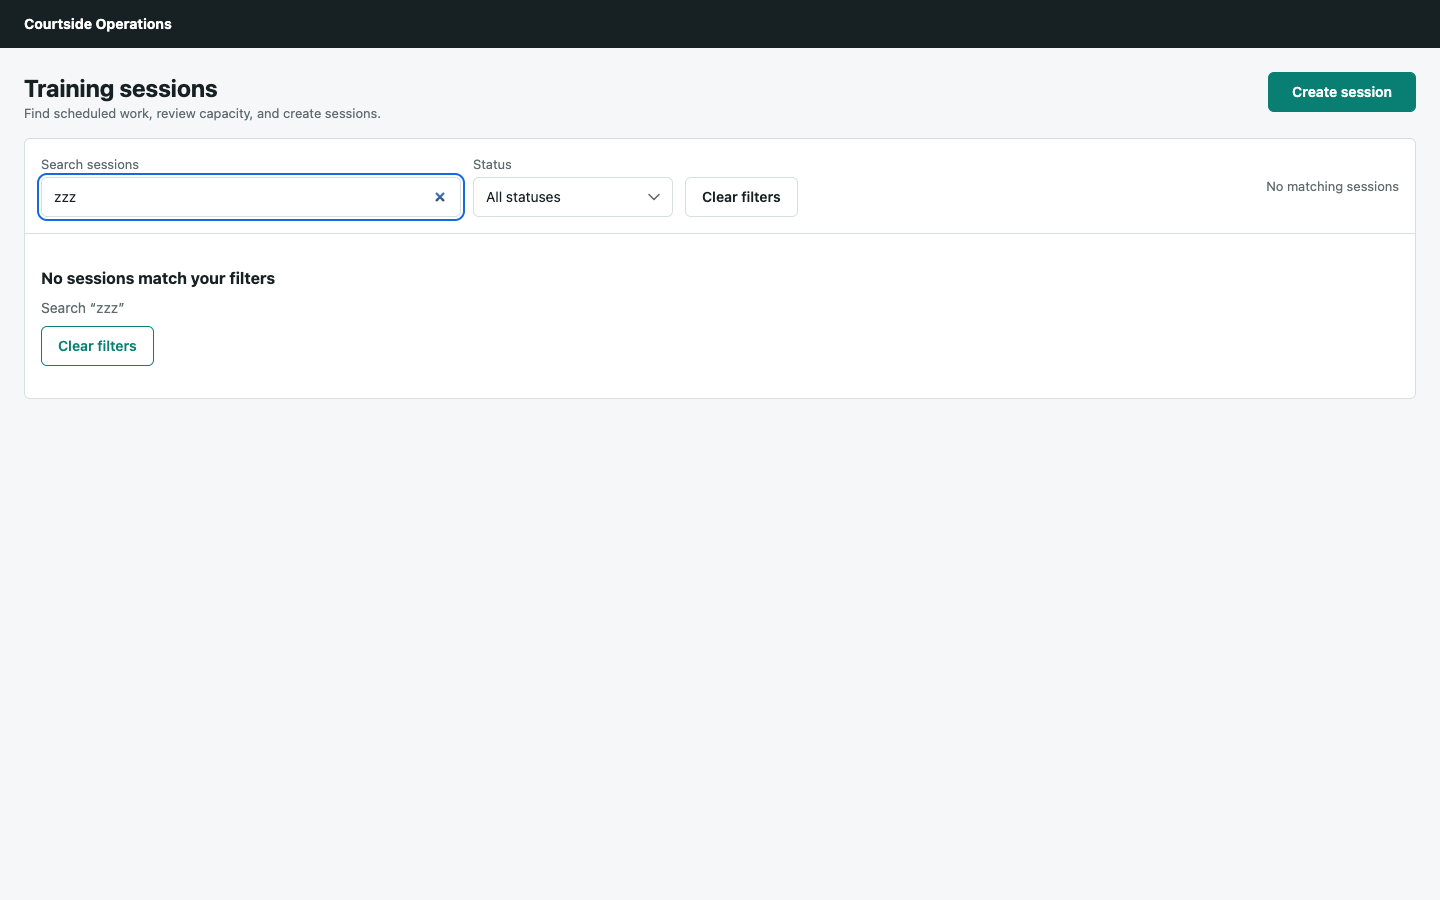 Courtside Operations
Training sessions
Find scheduled work, review capacity, and create sessions.
Create session
Search sessions
zzz
Status
All statuses
Clear filters
No matching sessions
No sessions match your filters
Search “zzz”
Clear filters